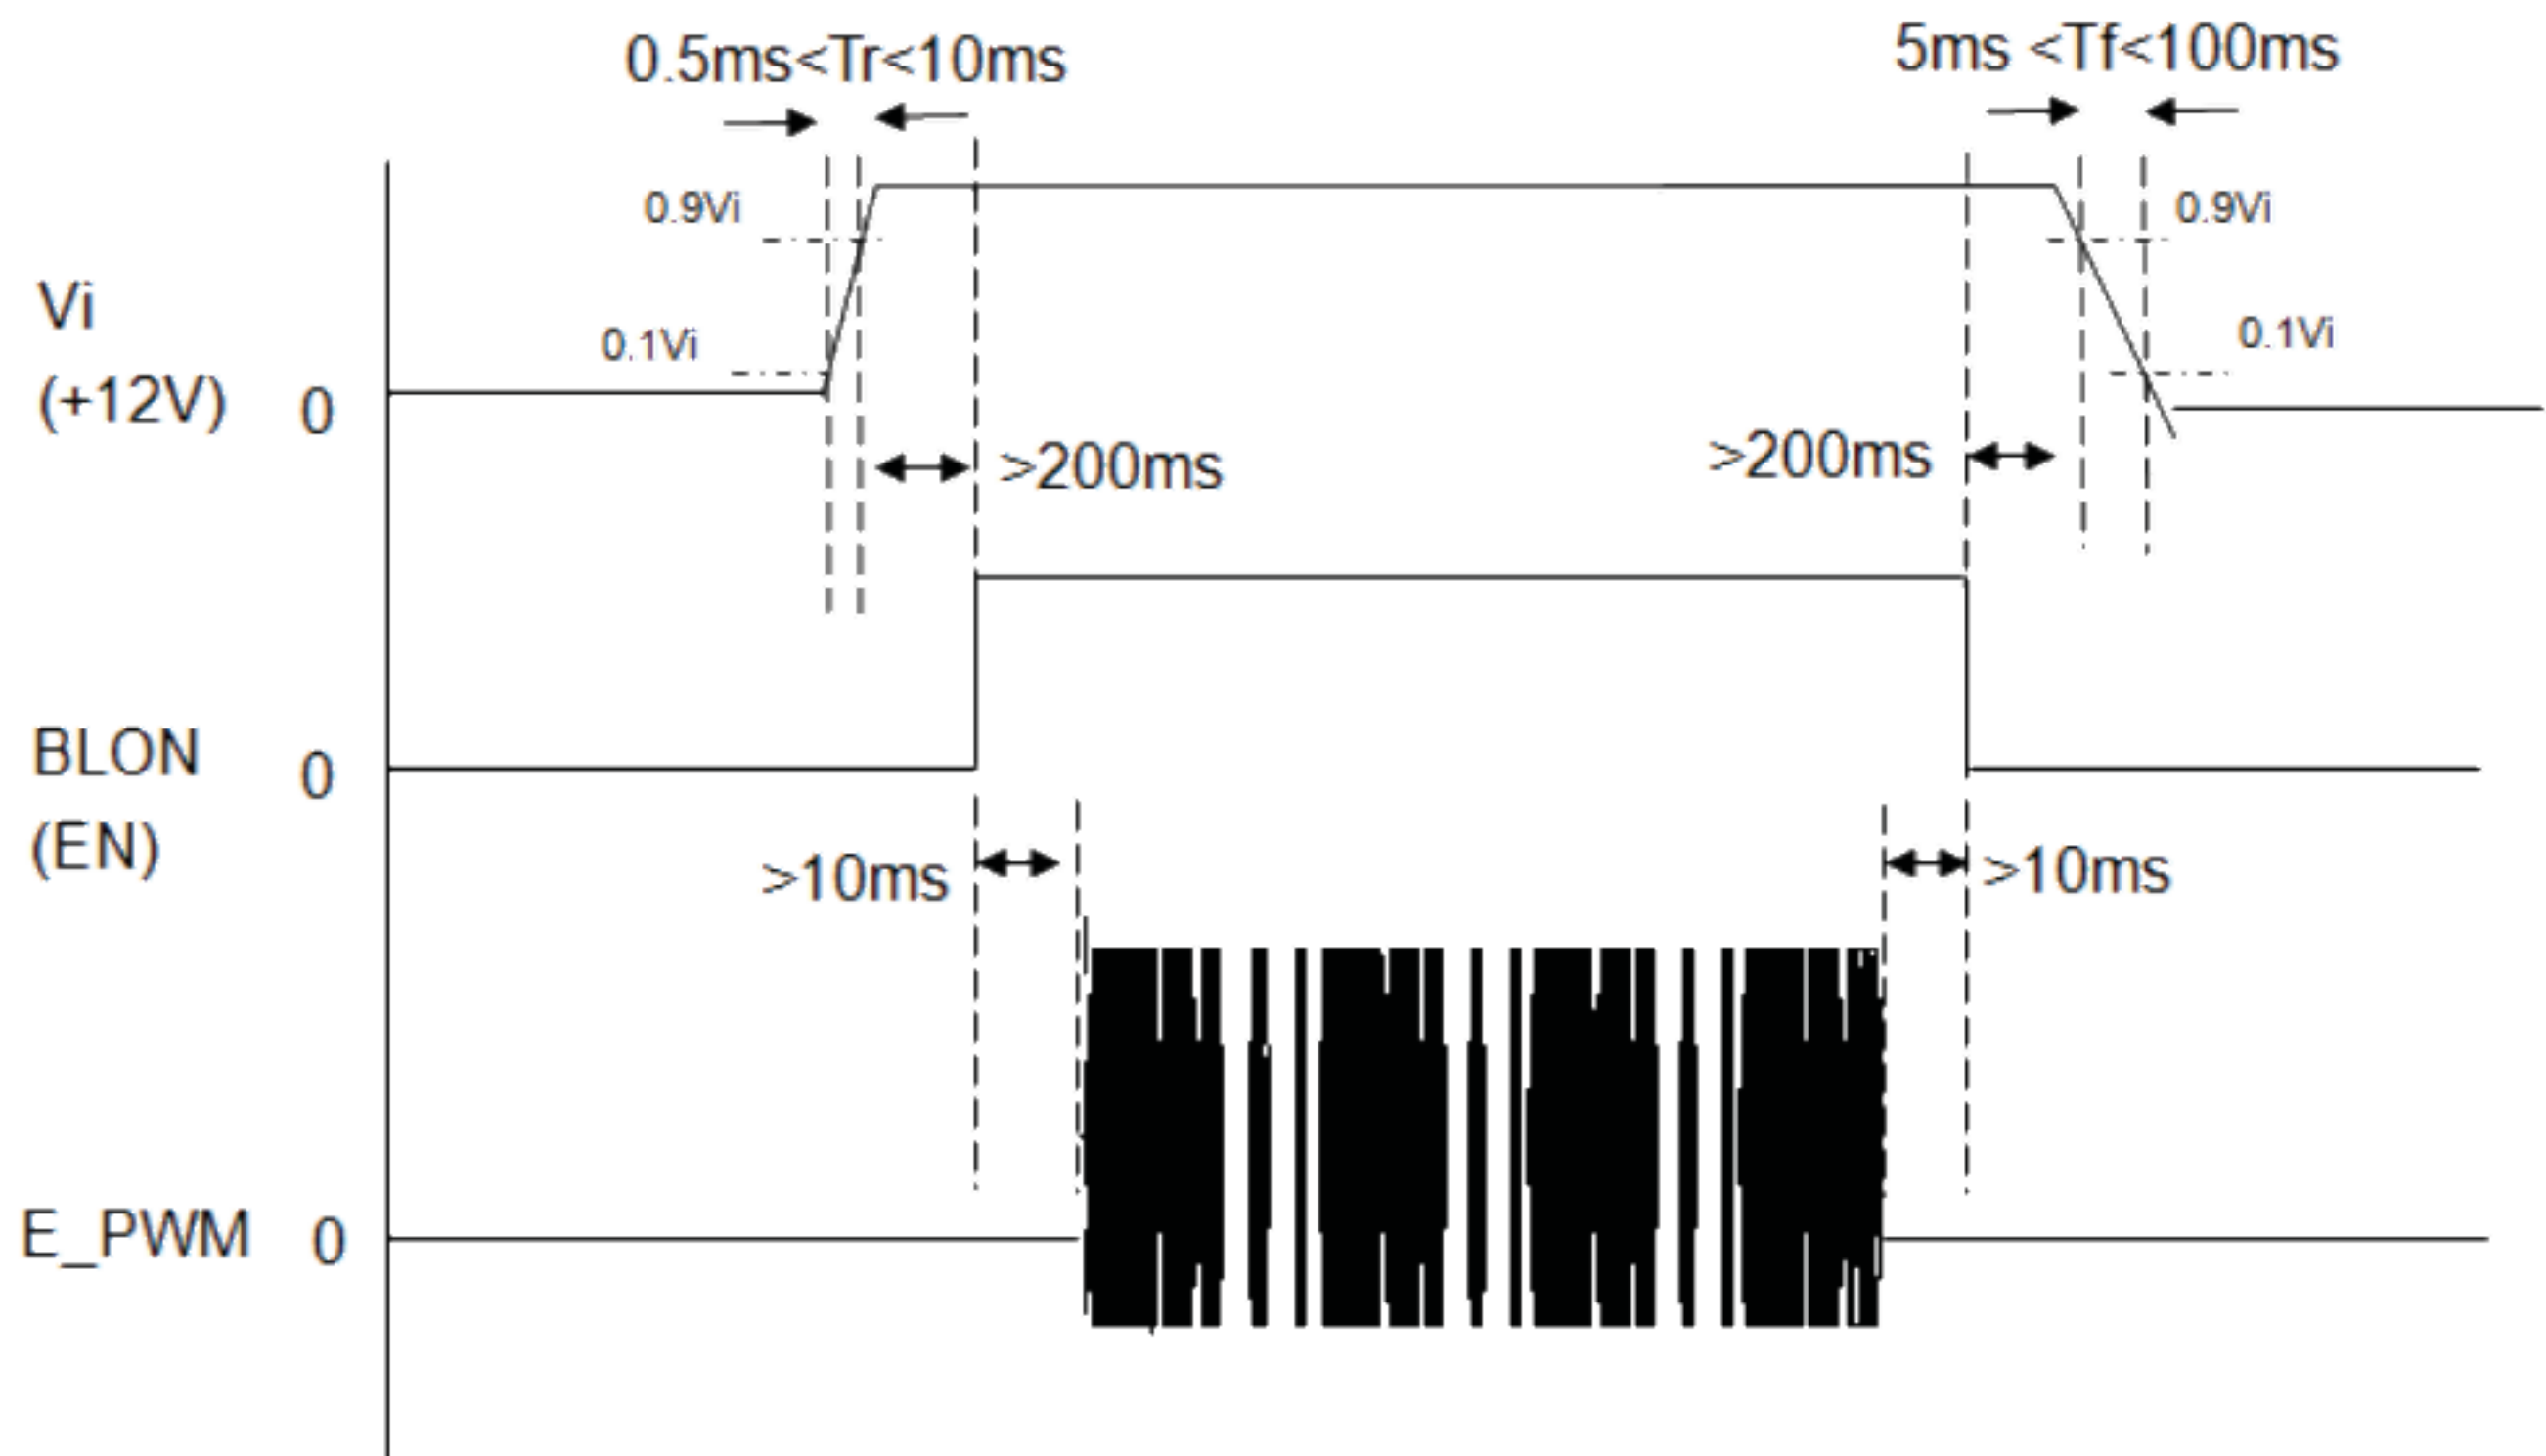 0.5ms<Tr<10ms
5ms <Tf<100ms
0.9Vi
0.9Vi
Vi
(+12V)
0.1Vi
0.1Vi
0
>200ms
>200ms
BLON
(EN)
0
>10ms
>10ms
E_PWM
0